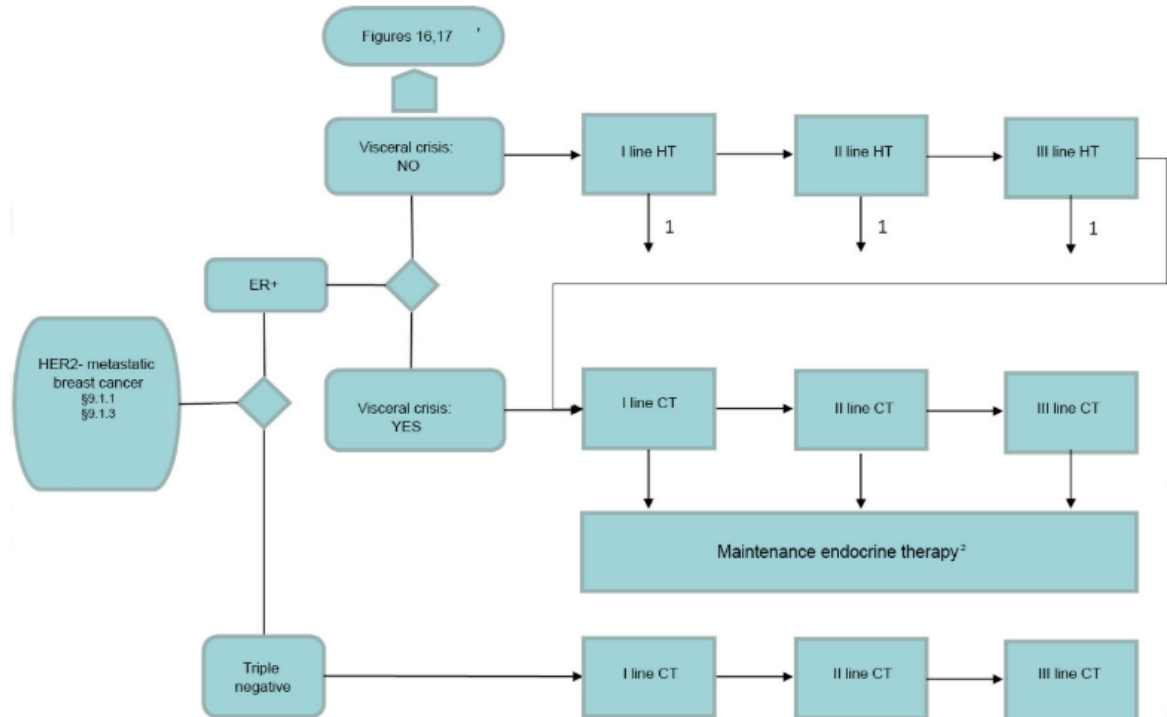 Figures 16,17 '
Visceral crisis:
NO
I line HT
II line HT
III line HT
1
1
1
ER+
HER2- metastatic
breast cancer
§9.1.1
§9.1.3
Visceral crisis:
YES
I line CT
II line CT
III line CT
Maintenance endocrine therapy²
Triple
negative
I line CT
II line CT
III line CT